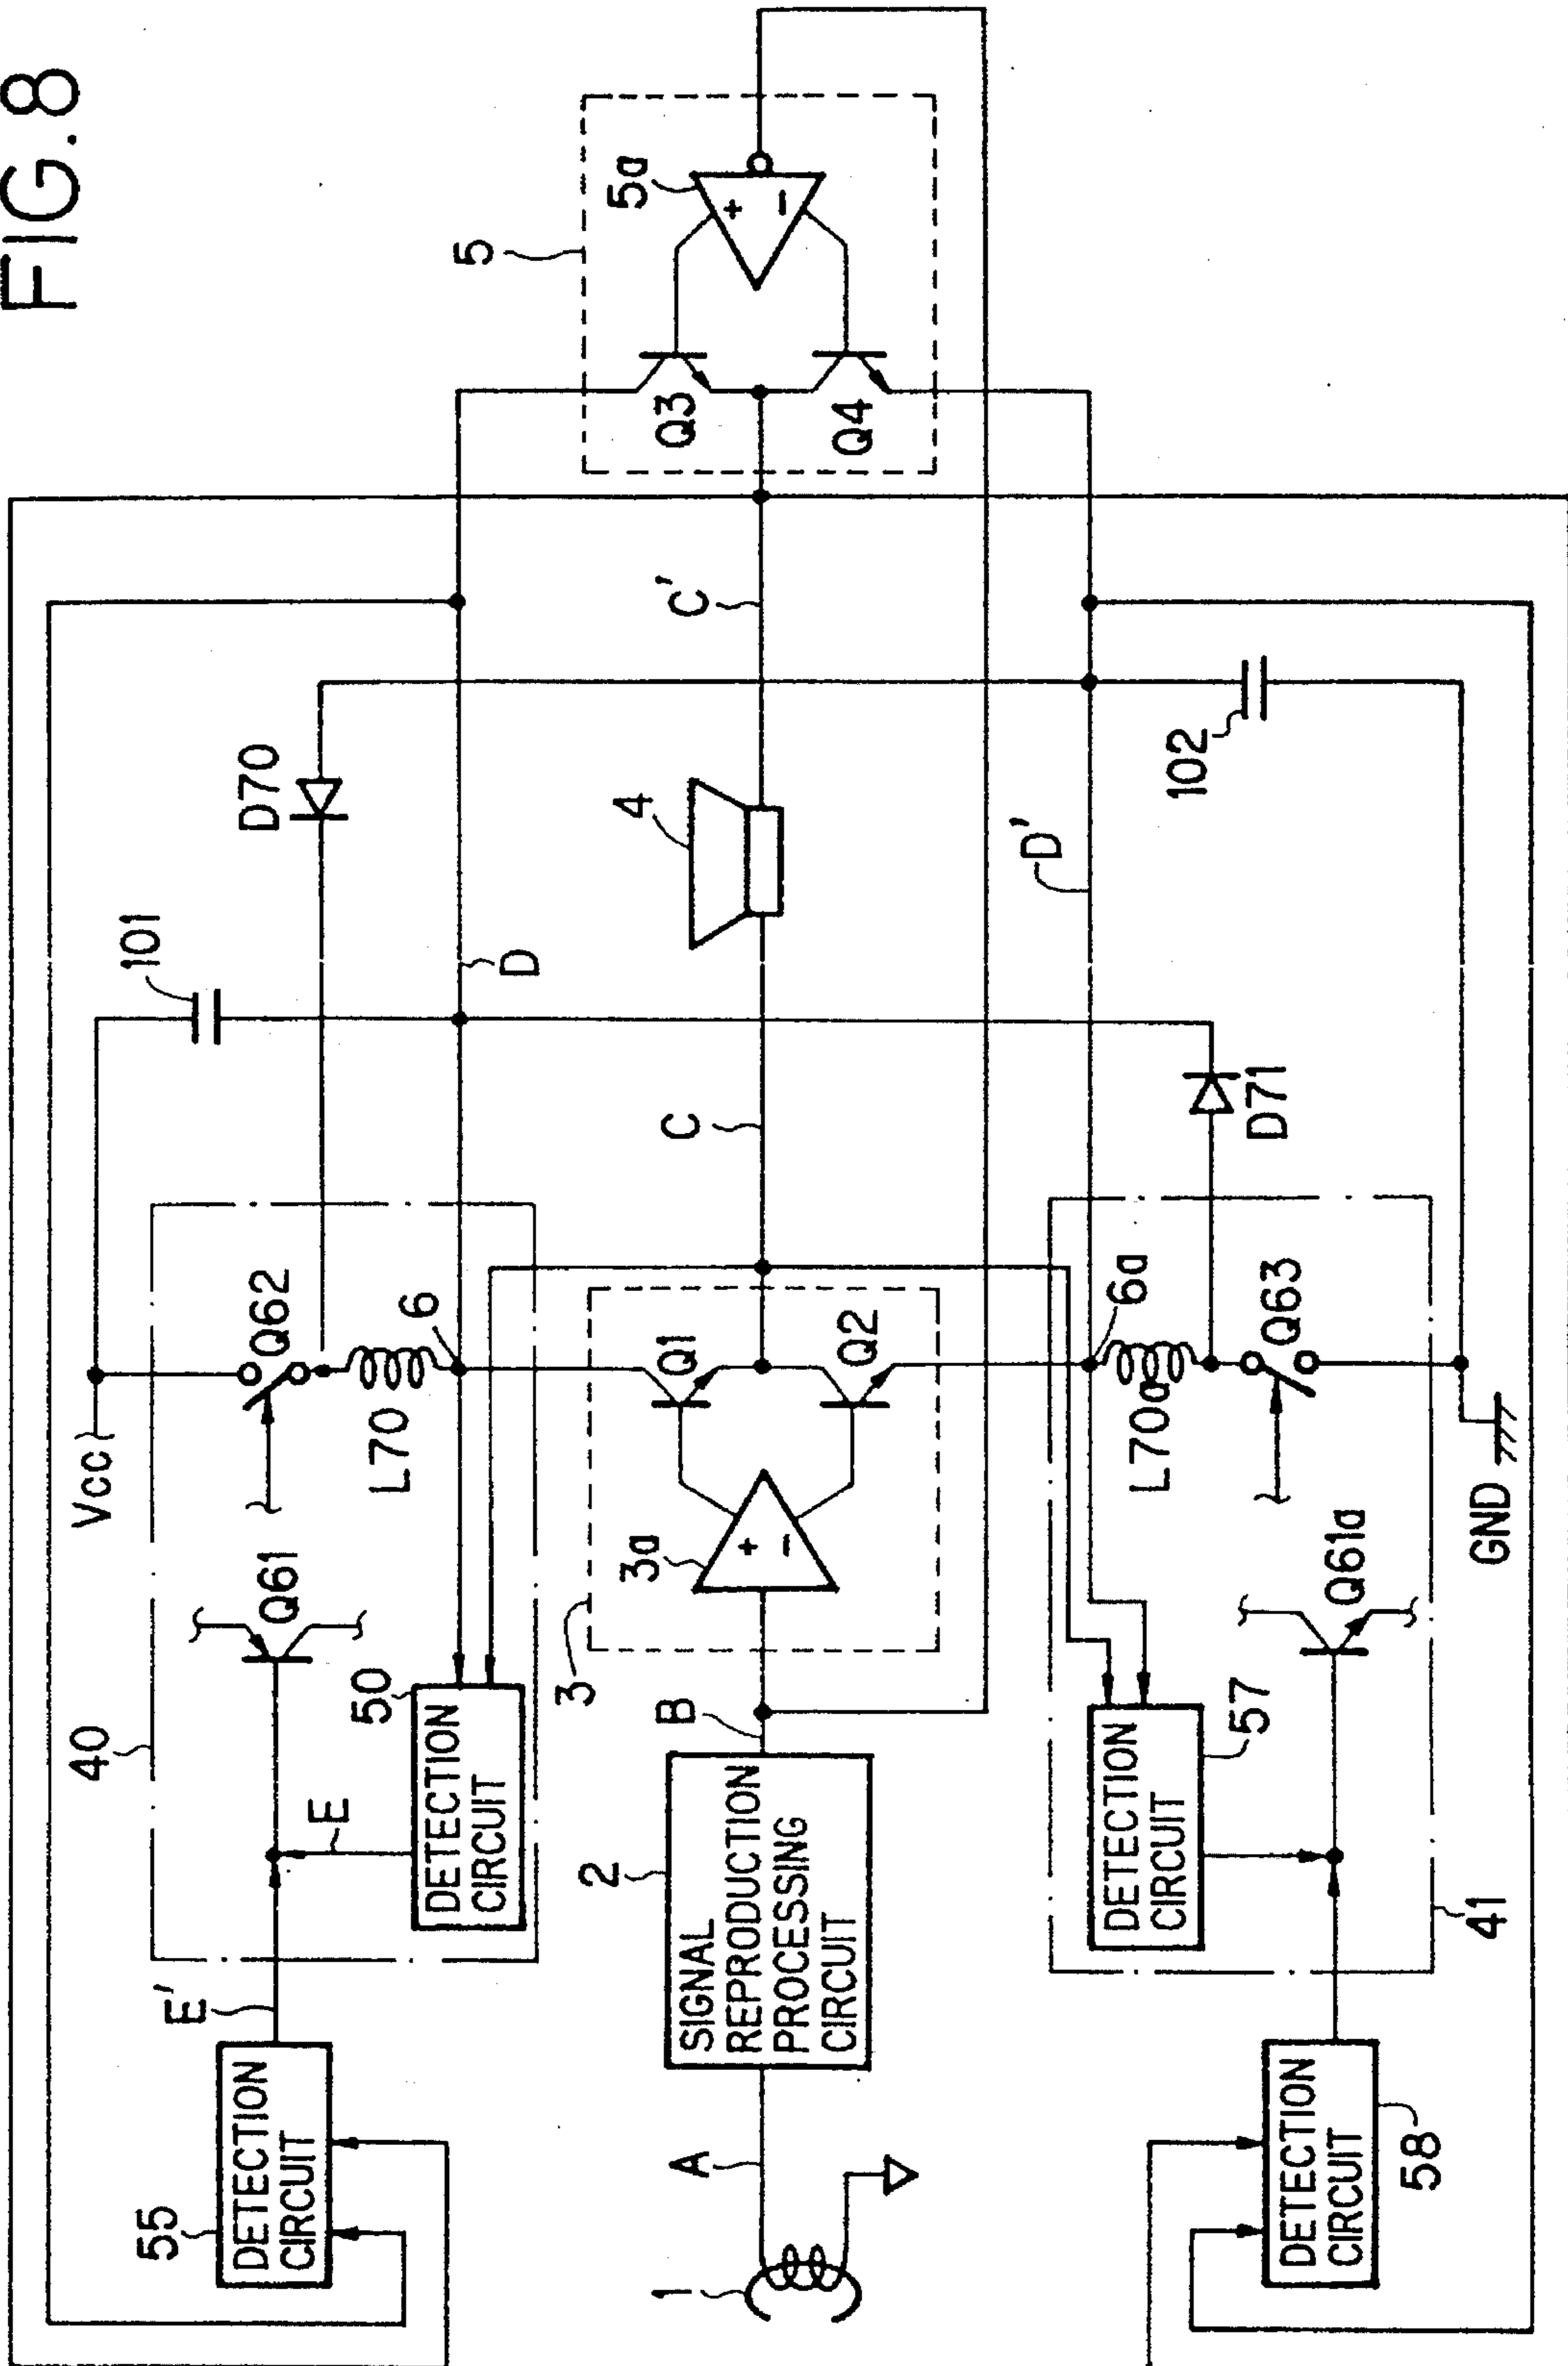 FIG.8
Vcc
40
41
E'
E
55
DETECTION
CIRCUIT
50
DETECTION
CIRCUIT
Q61
Q62
L70
6
101
D70
D
1
A
2
SIGNAL
REPRODUCTION
PROCESSING
CIRCUIT
B
3
3a
+
−
Q1
Q2
C
4
C'
5
5a
+
−
Q3
Q4
58
DETECTION
CIRCUIT
57
DETECTION
CIRCUIT
Q61a
L70a
6a
Q63
D71
D'
102
GND